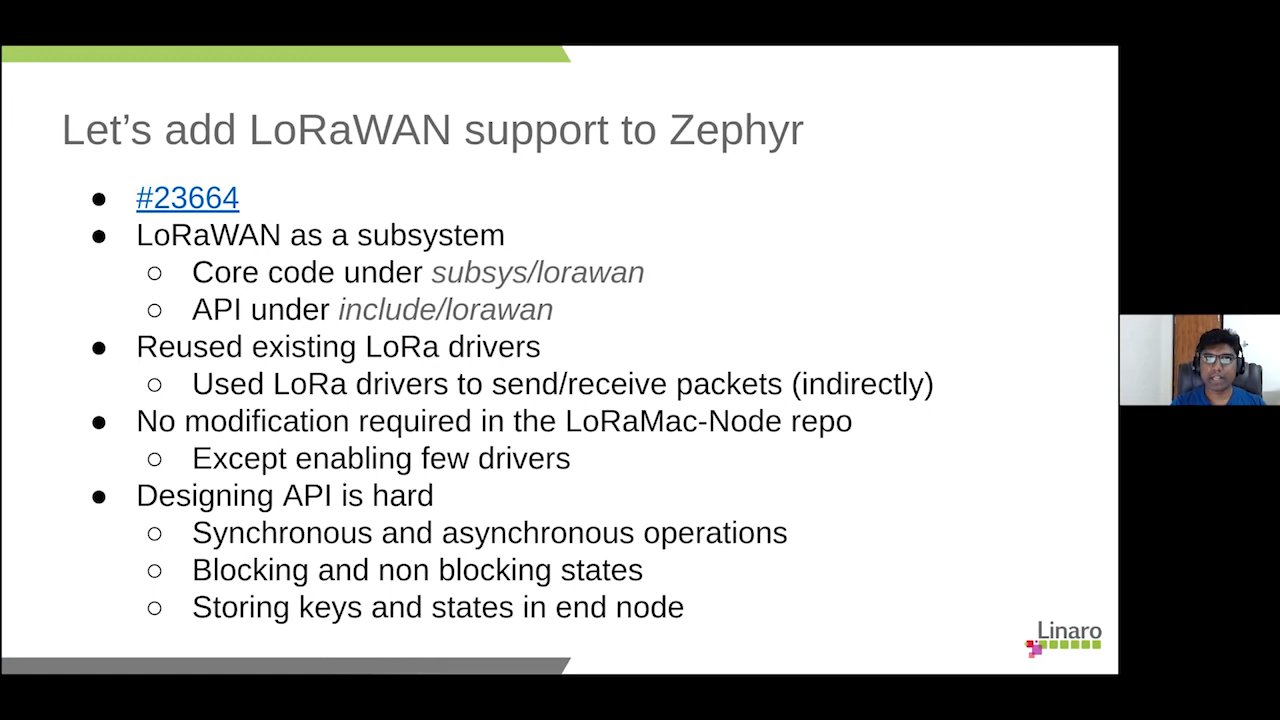 Let's add LoRaWAN support to Zephyr
● #23664
● LoRaWAN as a subsystem
○ Core code under subsys/lorawan
○ API under include/lorawan
● Reused existing LoRa drivers
○ Used LoRa drivers to send/receive packets (indirectly)
● No modification required in the LoRaMac-Node repo
○ Except enabling few drivers
● Designing API is hard
○ Synchronous and asynchronous operations
○ Blocking and non blocking states
○ Storing keys and states in end node
Linaro